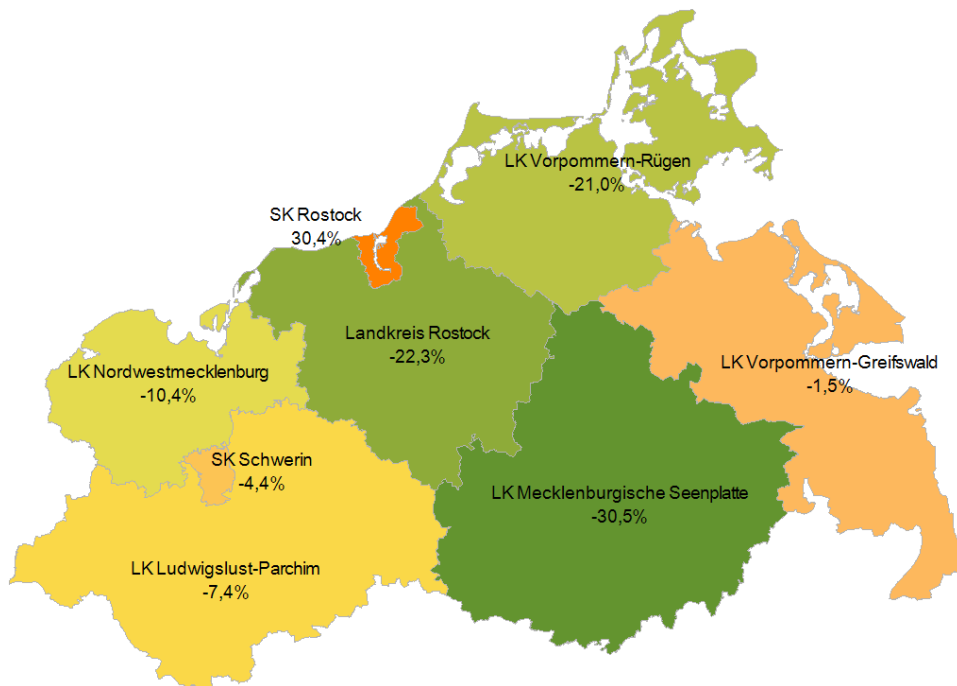 LK Vorpommern-Rügen
-21,0%
SK Rostock
30,4%
Landkreis Rostock
-22,3%
LK Nordwestmecklenburg
-10,4%
LK Vorpommern-Greifswald
-1,5%
SK Schwerin
-4,4%
LK Mecklenburgische Seenplatte
-30,5%
LK Ludwigslust-Parchim
-7,4%